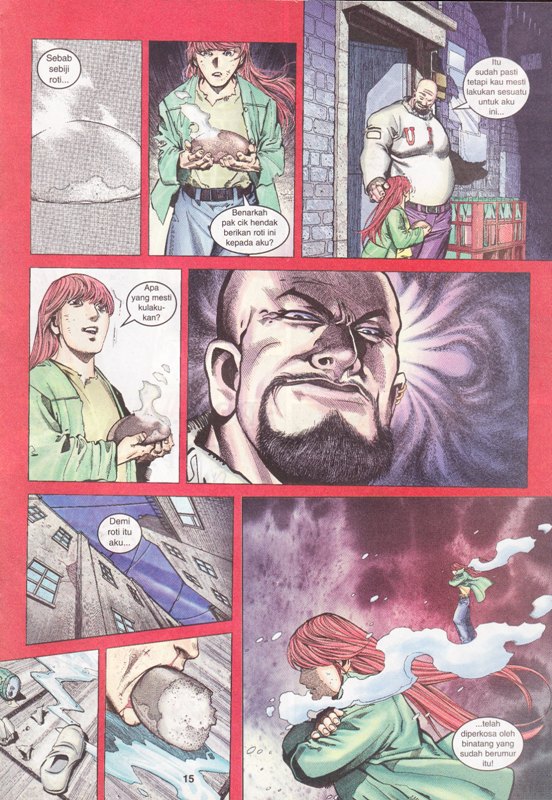 Sebab
sebiji
roti...
Benarkah
pak cik hendak
berikan roti ini
kepada aku?
Itu
sudah pasti
tetapi kau mesti
lakukan sesuatu
untuk aku
ini...
U
Apa
yang mesti
kulaku-
kan?
Demi
roti itu
aku...
...telah
diperkosa oleh
binatang yang
sudah berumur
itu!
15